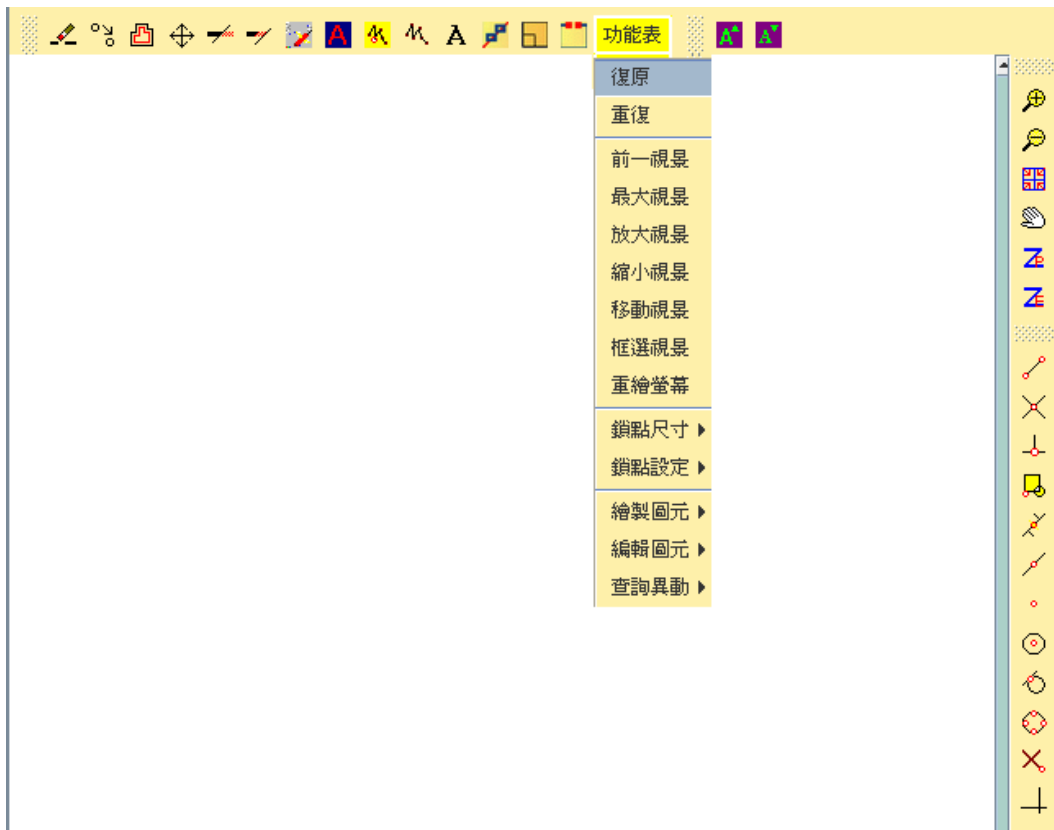 功能表
復原
重復
前一視景
最大視景
放大視景
縮小視景
移動視景
框選視景
重繪螢幕
鎖點尺寸
鎖點設定
繪製圖元
編輯圖元
查詢異動